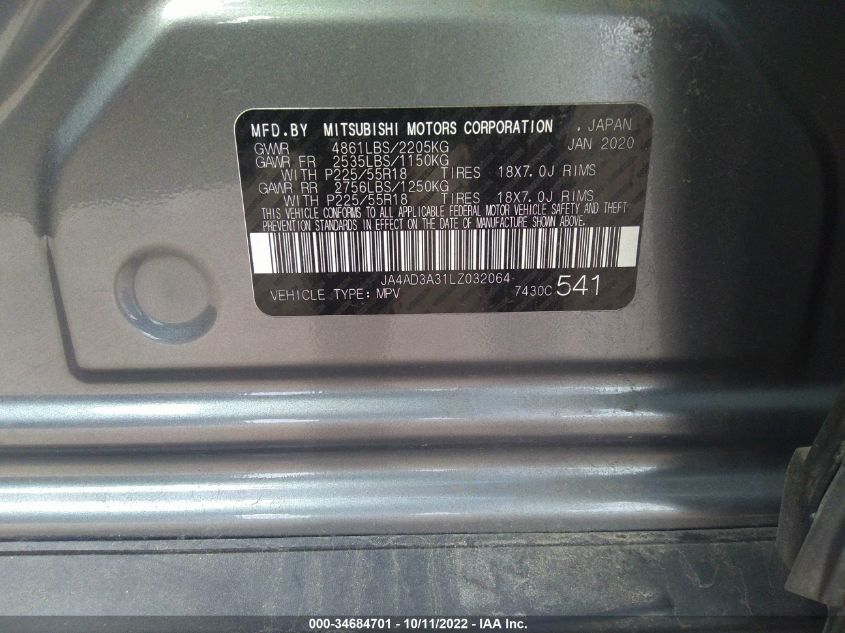 MFD.BY MITSUBISHI MOTORS CORPORATION . JAPAN
GVWR 4861LBS/2205KG JAN 2020
GAWR FR 2535LBS/1150KG
WITH P225/55R18 TIRES 18X7.0J RIMS
GAWR RR 2756LBS/1250KG
WITH P225/55R18 TIRES 18X7.0J RIMS
THIS VEHICLE CONFORMS TO ALL APPLICABLE FEDERAL MOTOR VEHICLE SAFETY AND THEFT
PREVENTION STANDARDS IN EFFECT ON THE DATE OF MANUFACTURE SHOWN ABOVE.
JA4AD3A31LZ032064
VEHICLE TYPE: MPV 7430C 541
000-34684701 - 10/11/2022 - IAA Inc.